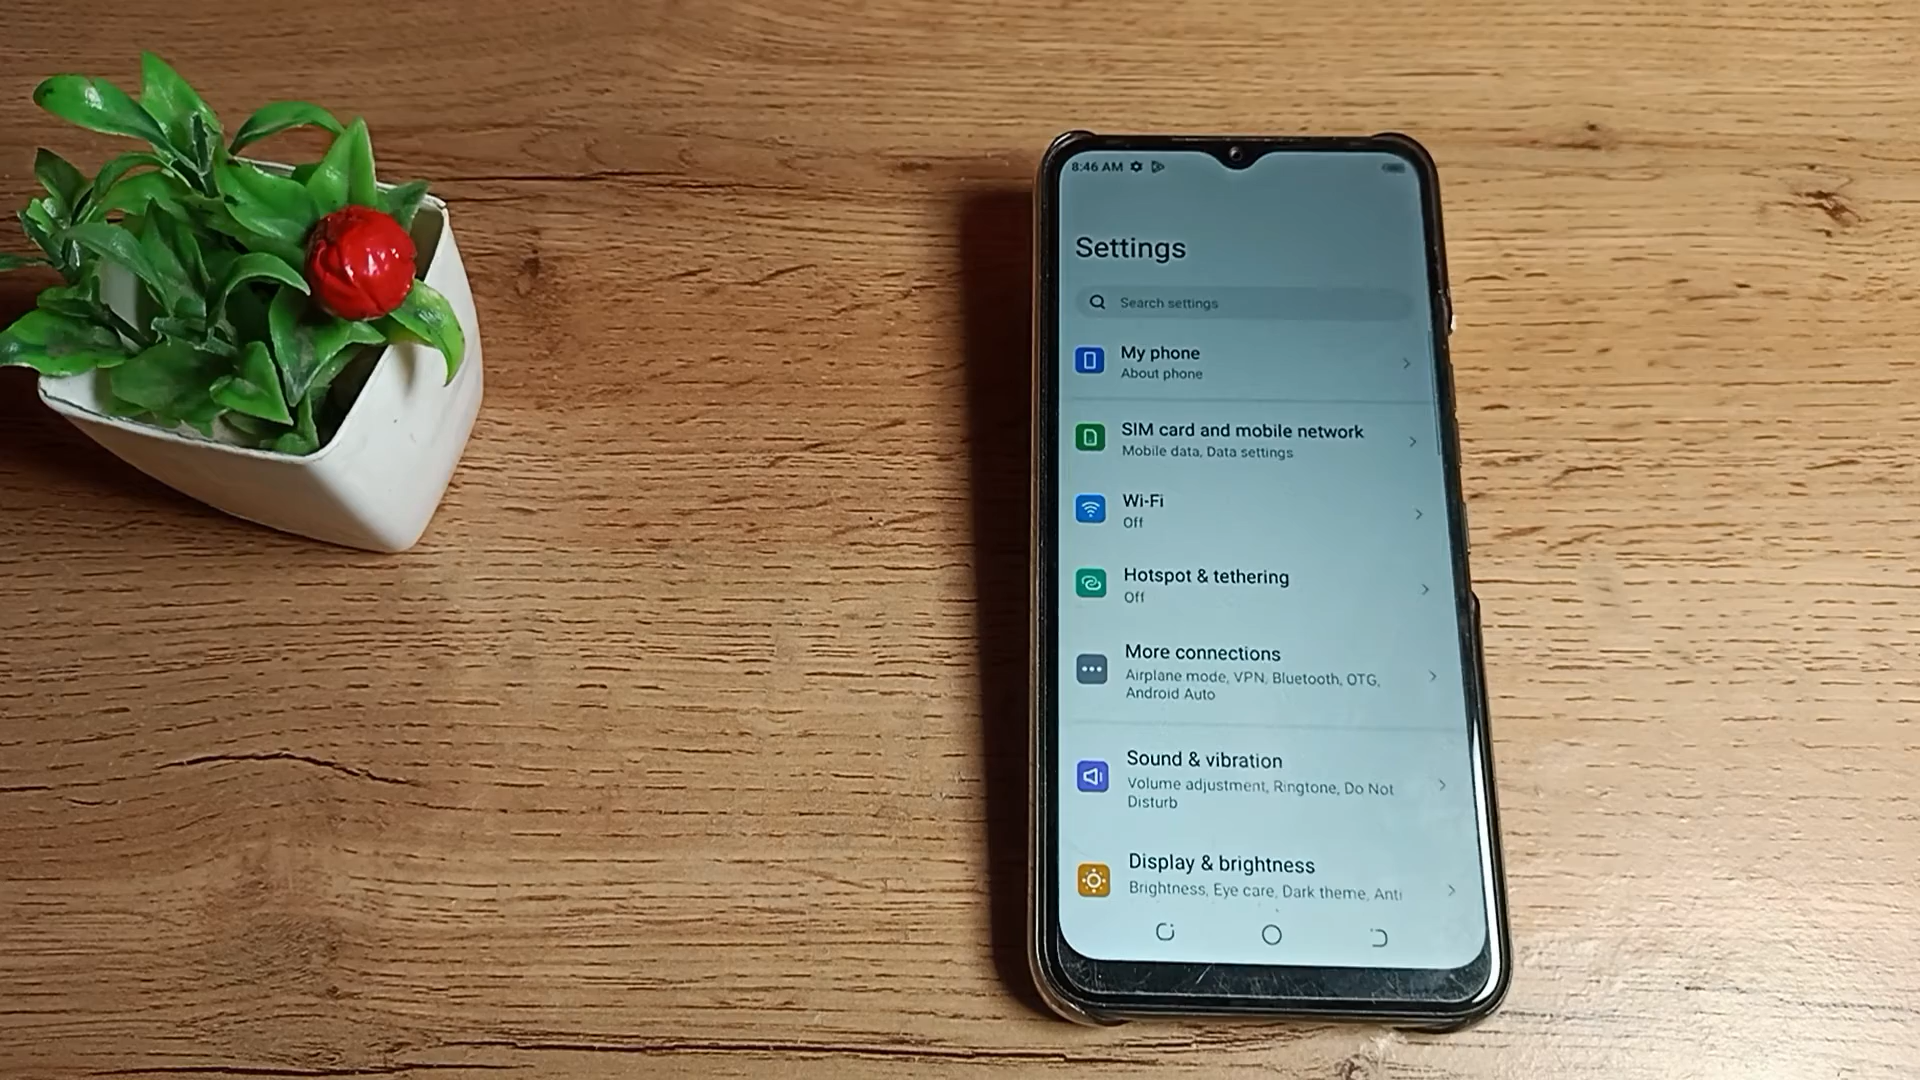 8:46 AM
Settings
Search settings
My phone
About phone
SIM card and mobile network
Mobile data, Data settings
Wi-Fi
Off
Hotspot & tethering
Off
More connections
Airplane mode, VPN, Bluetooth, OTG,
Android Auto
Sound & vibration
Volume adjustment, Ringtone, Do Not
Disturb
Display & brightness
Brightness, Eye care, Dark theme, Anti